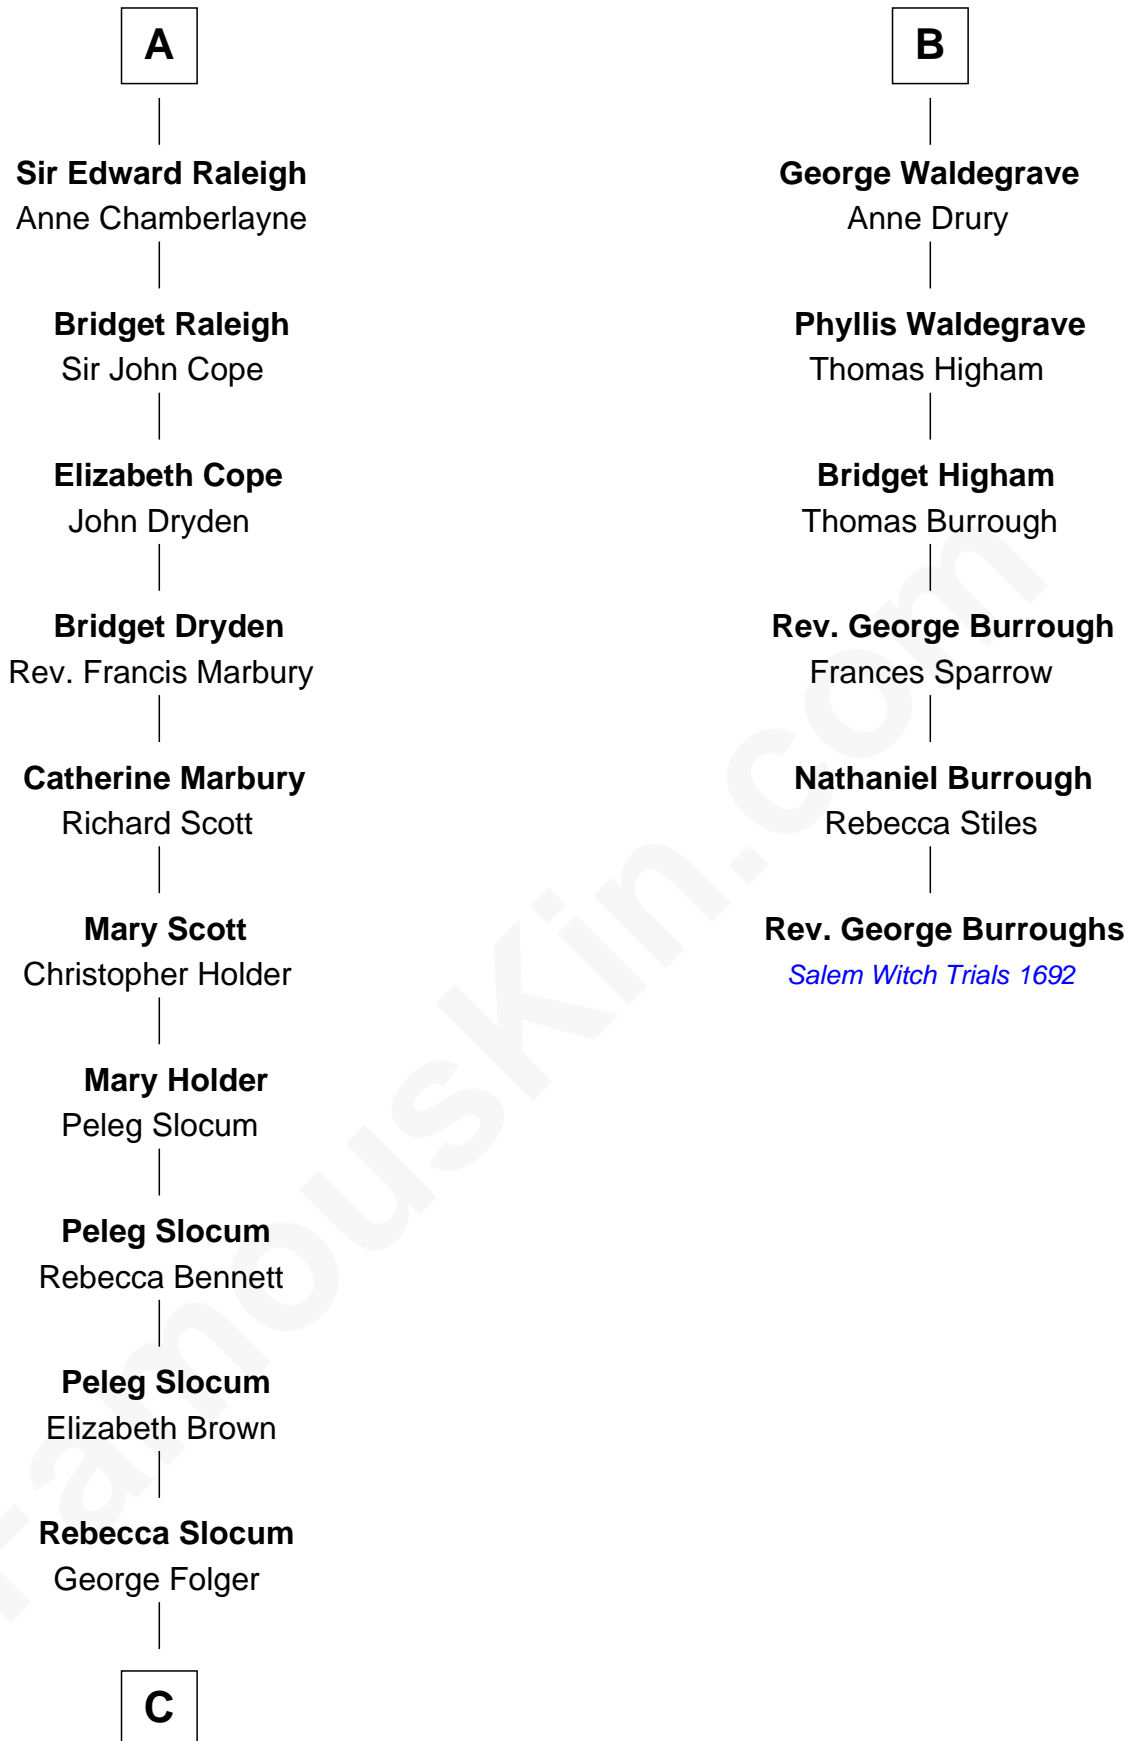 A
Sir Edward Raleigh
Anne Chamberlayne
Bridget Raleigh
Sir John Cope
Elizabeth Cope
John Dryden
Bridget Dryden
Rev. Francis Marbury
Catherine Marbury
Richard Scott
Mary Scott
Christopher Holder
Mary Holder
Peleg Slocum
Peleg Slocum
Rebecca Bennett
Peleg Slocum
Elizabeth Brown
Rebecca Slocum
George Folger
C
B
George Waldegrave
Anne Drury
Phyllis Waldegrave
Thomas Higham
Bridget Higham
Thomas Burrough
Rev. George Burrough
Frances Sparrow
Nathaniel Burrough
Rebecca Stiles
Rev. George Burroughs
Salem Witch Trials 1692
FamousKin.com